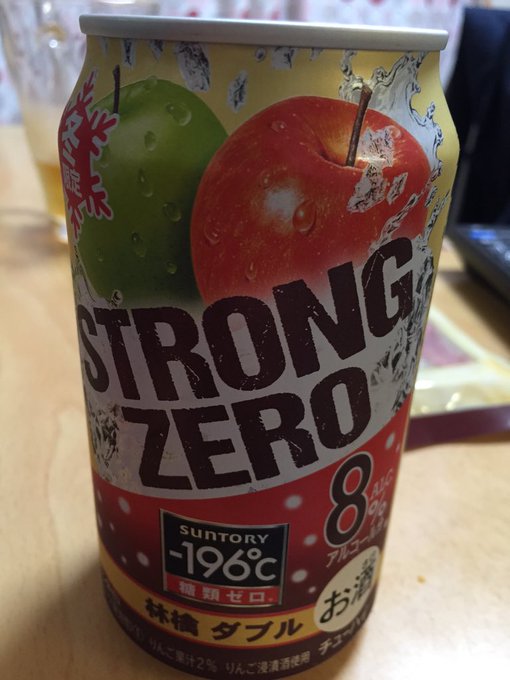 冬限定
STRONG
ZERO
8%
ALC
アルコール
SUNTORY
-196℃
糖類ゼロ。
お酒
林檎 ダブル
チューハイ
りんご果汁2% りんご浸漬酒使用